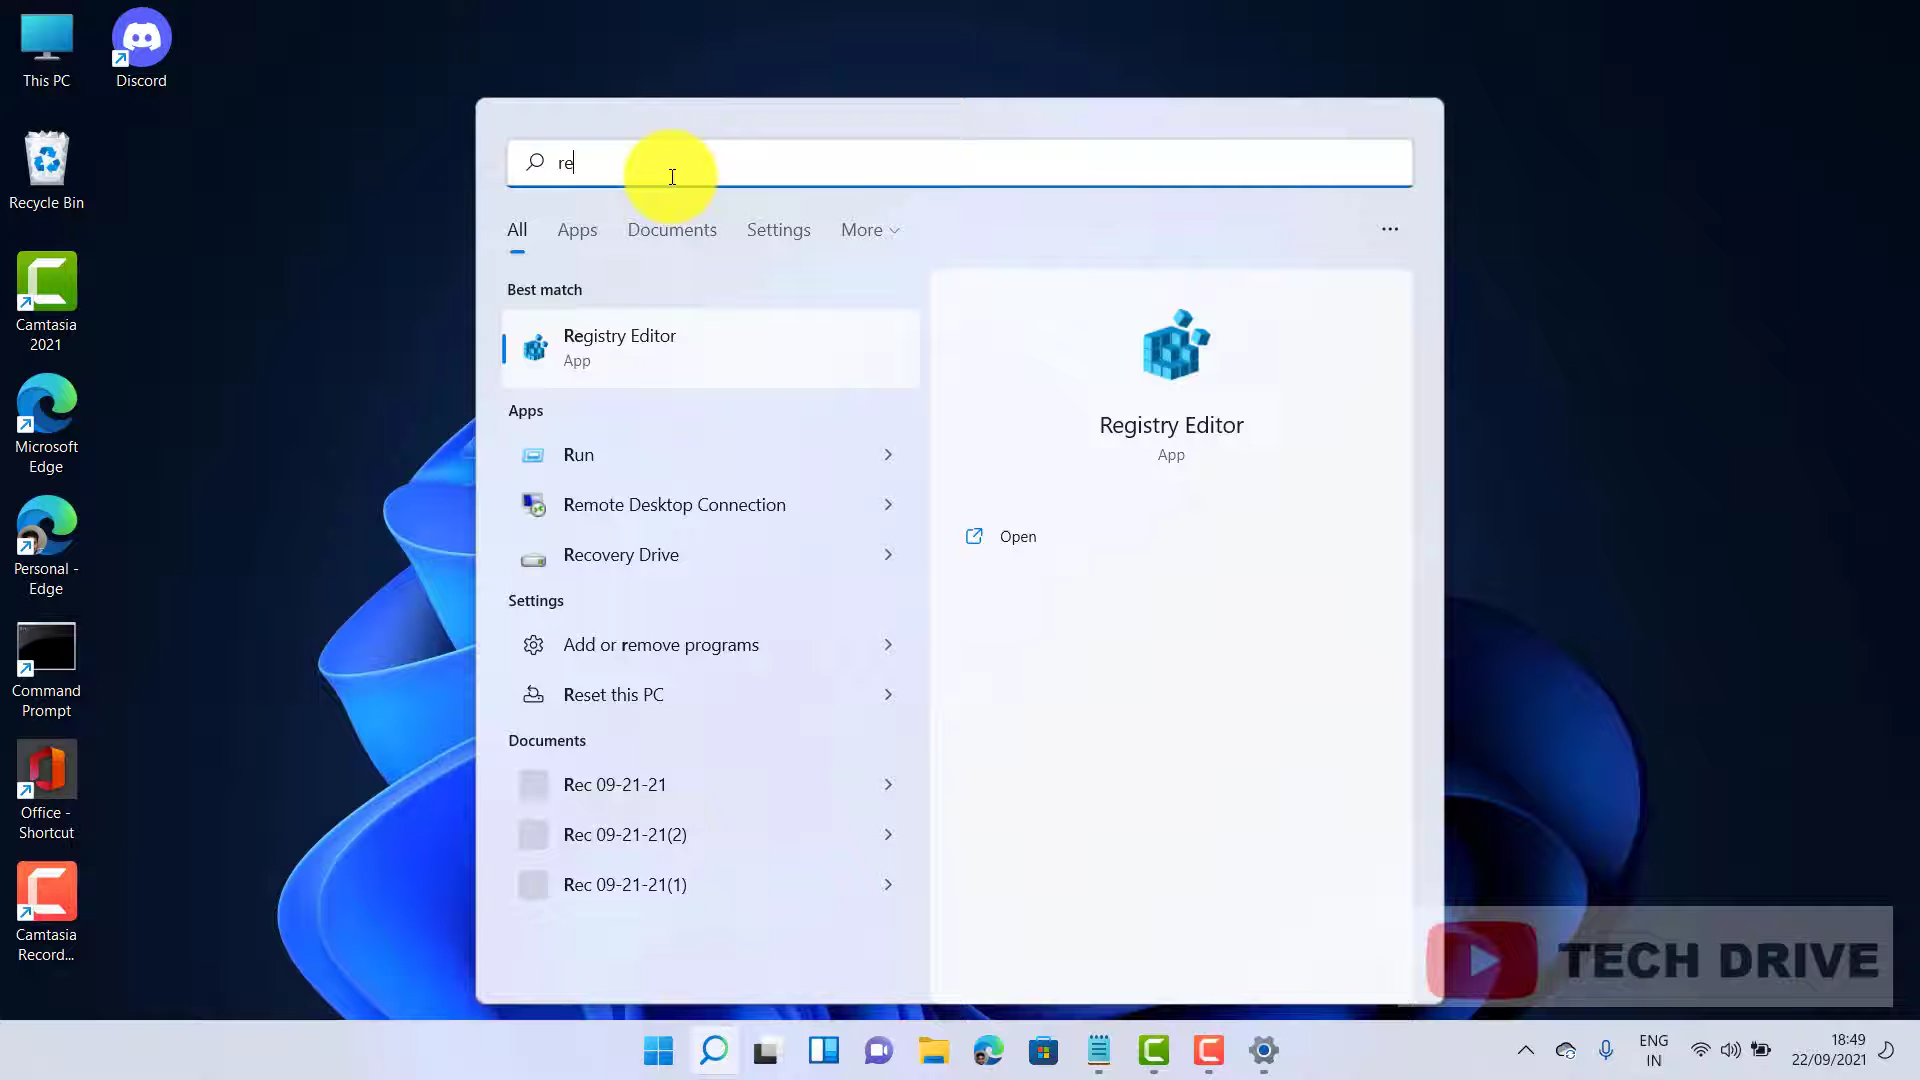 This PC
Discord
Recycle Bin
Camtasia
2021
Microsoft
Edge
Personal -
Edge
Command
Prompt
Office -
Shortcut
Camtasia
Record...
re
All
Apps
Documents
Settings
More
Best match
Registry Editor
App
Apps
Run
Remote Desktop Connection
Recovery Drive
Settings
Add or remove programs
Reset this PC
Documents
Rec 09-21-21
Rec 09-21-21(2)
Rec 09-21-21(1)
Registry Editor
App
Open
TECH DRIVE
ENG
IN
18:49
22/09/2021